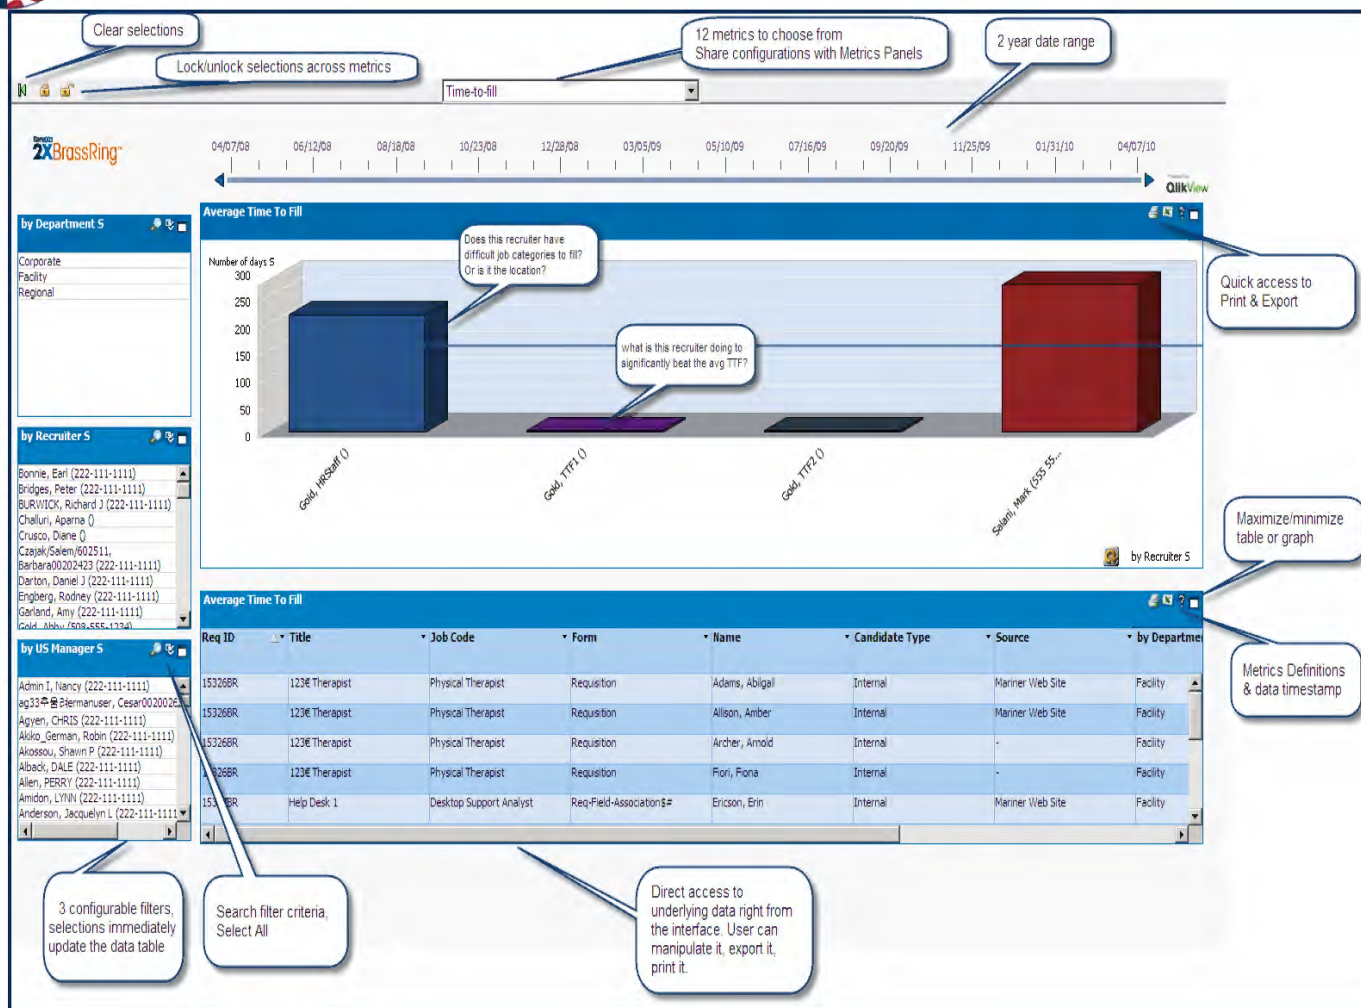 Clear selections
12 metrics to choose from
Share configurations with Metrics Panels
2 year date range
Lock/unlock selections across metrics
Time-to-fill
2XBrassRing
04/07/08 06/12/08 08/18/08 10/23/08 12/28/08 03/05/09 05/10/09 07/16/09 09/20/09 11/25/09 01/31/10 04/07/10
QlikView
by Department S
Corporate
Facility
Regional
Average Time To Fill
Number of days S
300
250
200
150
100
50
0
Does this recruiter have
difficult job categories to fill?
Or is it the location?
what is this recruiter doing to
significantly beat the avg TTF?
Gold, HRStaff ()
Gold, TTF1 ()
Gold, TTF2 ()
Salani, Mark (555 55...
by Recruiter S
Quick access to
Print & Export
by Recruiter S
Bonnie, Earl (222-111-1111)
Bridges, Peter (222-111-1111)
BURWICK, Richard J (222-111-1111)
Challuri, Aparna ()
Crusco, Diane ()
Czajak/Salem/602511,
Barbara00202423 (222-111-1111)
Darton, Daniel J (222-111-1111)
Engberg, Rodney (222-111-1111)
Garland, Amy (222-111-1111)
Gold, Abby (508-555-1234)
Maximize/minimize
table or graph
by US Manager S
Admin I, Nancy (222-111-1111)
Cesar002002
Agyen, CHRIS (222-111-1111)
Akiko_German, Robin (222-111-1111)
Akossou, Shawn P (222-111-1111)
Alback, DALE (222-111-1111)
Allen, PERRY (222-111-1111)
Amidon, LYNN (222-111-1111)
Anderson, Jacquelyn L (222-111-1111
Average Time To Fill
Req ID Title Job Code Form Name Candidate Type Source by Departmen
15326BR 123€ Therapist Physical Therapist Requisition Adams, Abilgail Internal Mariner Web Site Facility
15326BR 123€ Therapist Physical Therapist Requisition Allison, Amber Internal Mariner Web Site Facility
15326BR 123€ Therapist Physical Therapist Requisition Archer, Arnold Internal - Facility
123€ Therapist Physical Therapist Requisition Fiori, Fiona Internal - Facility
Help Desk 1 Desktop Support Analyst Req-Field-Association$# Ericson, Erin Internal Mariner Web Site Facility
Metrics Definitions
& data timestamp
3 configurable filters,
selections immediately
update the data table
Search filter criteria,
Select All
Direct access to
underlying data right from
the interface. User can
manipulate it, export it,
print it.